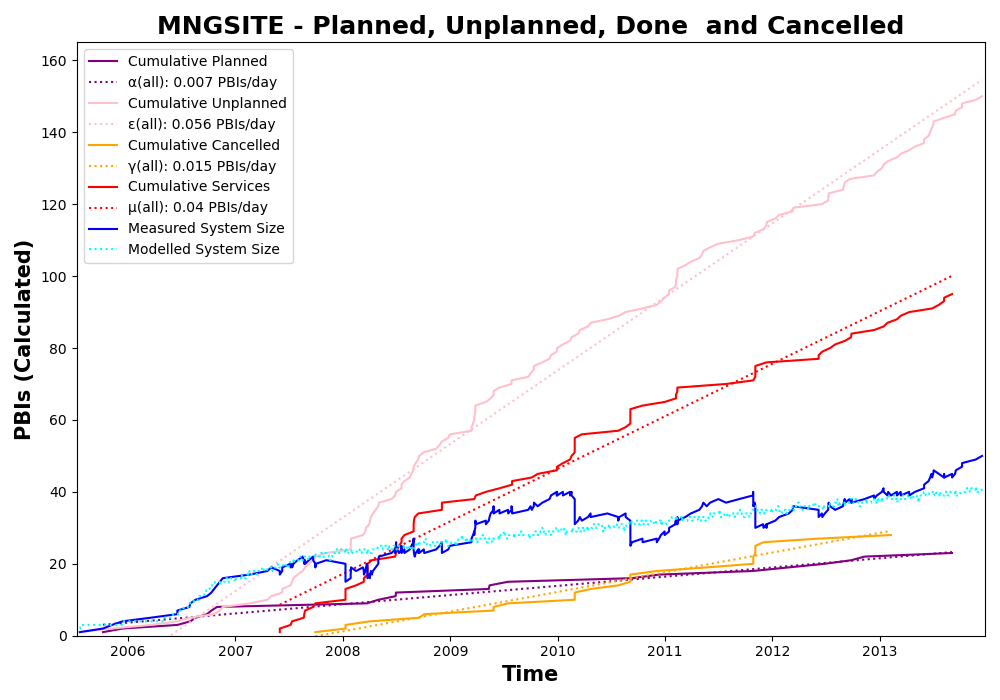 MNGSITE - Planned, Unplanned, Done  and Cancelled
160
140
120
100
80
60
40
20
0
PBIs (Calculated)
Cumulative Planned
α(all): 0.007 PBIs/day
Cumulative Unplanned
ε(all): 0.056 PBIs/day
Cumulative Cancelled
γ(all): 0.015 PBIs/day
Cumulative Services
μ(all): 0.04 PBIs/day
Measured System Size
Modelled System Size
2006 2007 2008 2009 2010 2011 2012 2013
Time